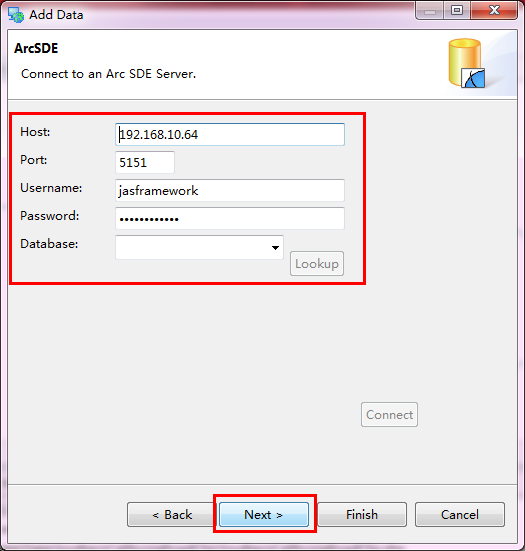 Add Data
ArcSDE
Connect to an Arc SDE Server.
Host: 192.168.10.64
Port: 5151
Username: jasframework
Password: ••••••••••••
Database:
Lookup
Connect
< Back Next > Finish Cancel